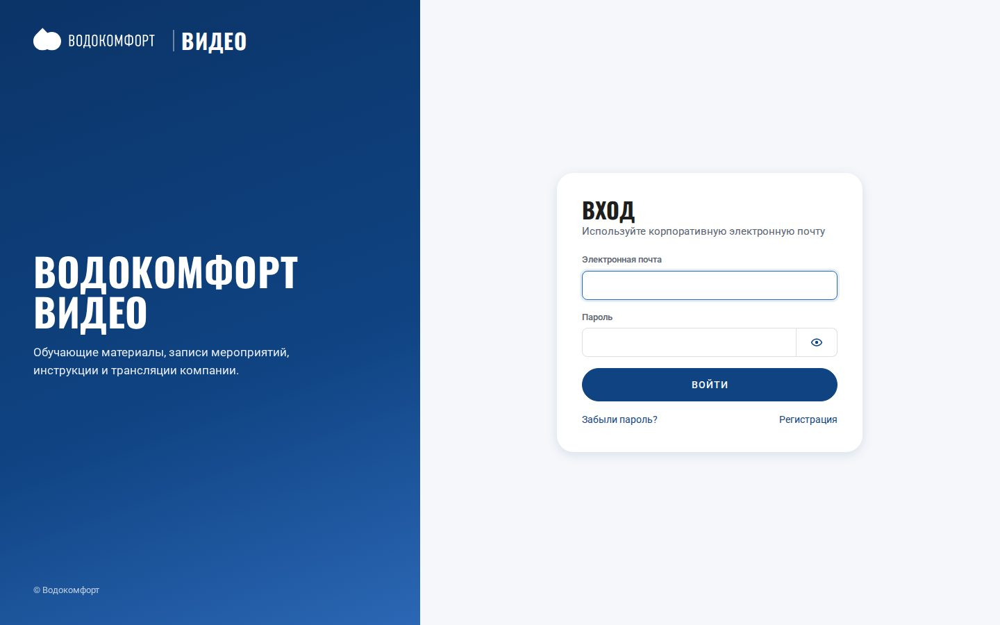 ВОДОКОМФОРТ ВИДЕО
ВОДОКОМФОРТ
ВИДЕО
Обучающие материалы, записи мероприятий,
инструкции и трансляции компании.
© Водокомфорт
ВХОД
Используйте корпоративную электронную почту
Электронная почта
Пароль
ВОЙТИ
Забыли пароль? Регистрация